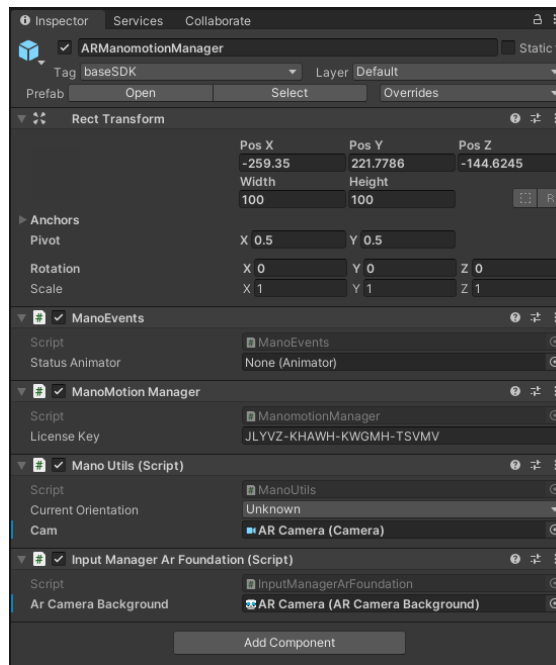 Inspector Services Collaborate
ARManomotionManager Static
Tag baseSDK Layer Default
Prefab Open Select Overrides
Rect Transform
Pos X Pos Y Pos Z
-259.35 221.7786 -144.6245
Width Height
100 100
R
Anchors
Pivot X 0.5 Y 0.5
Rotation X 0 Y 0 Z 0
Scale X 1 Y 1 Z 1
# ManoEvents
Script ManoEvents
Status Animator None (Animator)
# ManoMotion Manager
Script ManomotionManager
License Key JLYVZ-KHAWH-KWGMH-TSVMV
# Mano Utils (Script)
Script ManoUtils
Current Orientation Unknown
Cam AR Camera (Camera)
# Input Manager Ar Foundation (Script)
Script InputManagerArFoundation
Ar Camera Background AR Camera (AR Camera Background)
Add Component